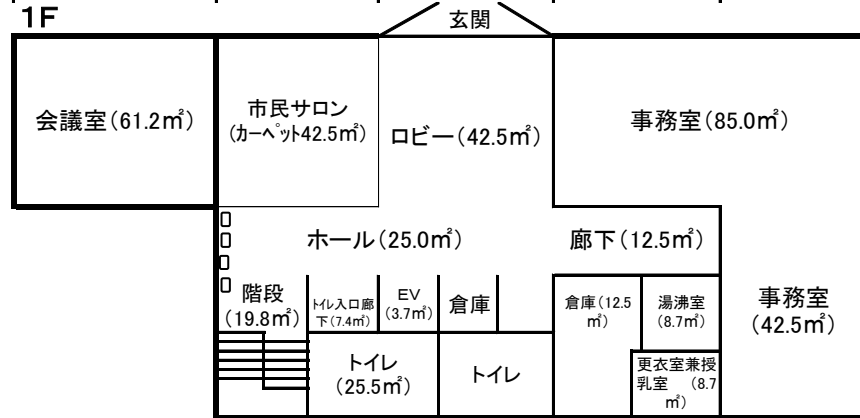 1F
玄関
会議室(61.2㎡)
市民サロン
(カーペット42.5㎡)
ロビー(42.5㎡)
事務室(85.0㎡)
ホール(25.0㎡)
廊下(12.5㎡)
階段
(19.8㎡)
トイレ入口廊
下(7.4㎡)
EV
(3.7㎡)
倉庫
倉庫(12.5
㎡)
湯沸室
(8.7㎡)
事務室
(42.5㎡)
トイレ
(25.5㎡)
トイレ
更衣室兼授
乳室 (8.7
㎡)